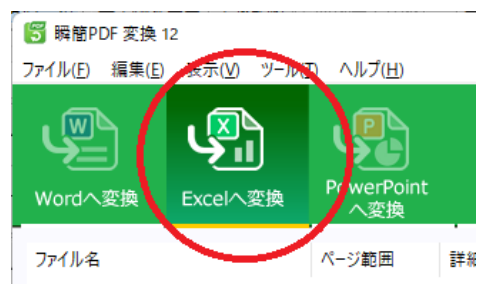 瞬簡PDF 変換 12
ファイル(F) 編集(E) 表示(V) ツール(T) ヘルプ(H)
Wordへ変換 Excelへ変換 PowerPoint
へ変換
ファイル名 ページ範囲 詳細